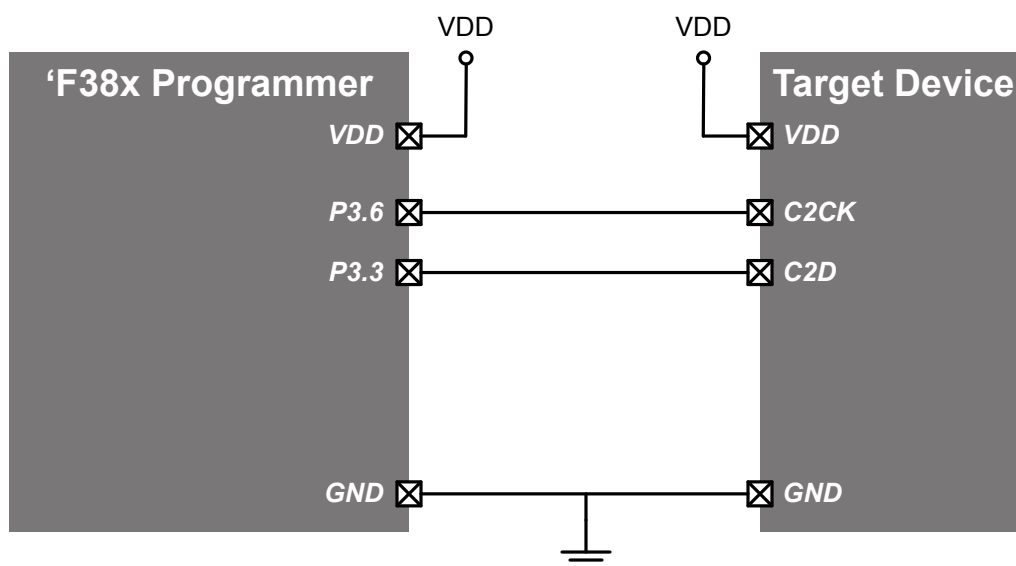 VDD
VDD
‘F38x Programmer
Target Device
VDD
VDD
P3.6
C2CK
P3.3
C2D
GND
GND